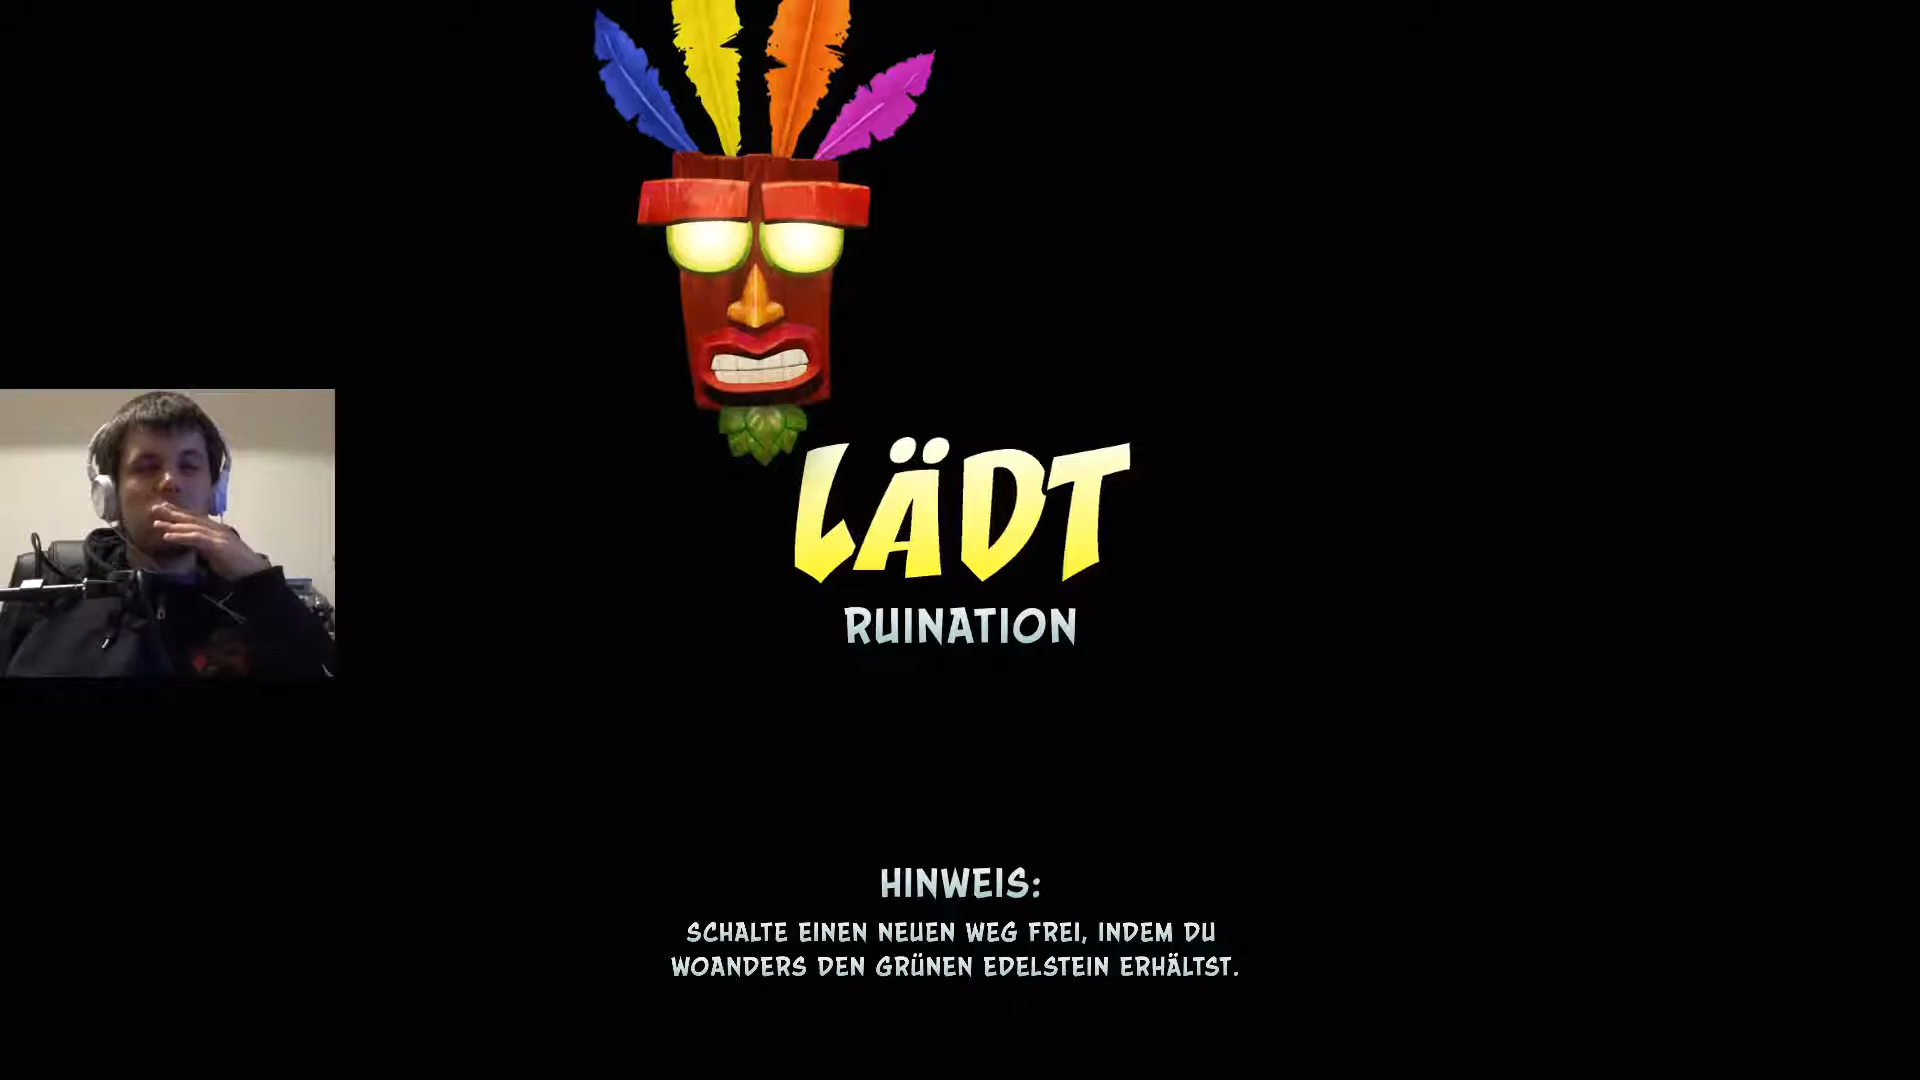 LÄDT
RUINATION
HINWEIS:
SCHALTE EINEN NEUEN WEG FREI, INDEM DU
WOANDERS DEN GRÜNEN EDELSTEIN ERHÄLTST.